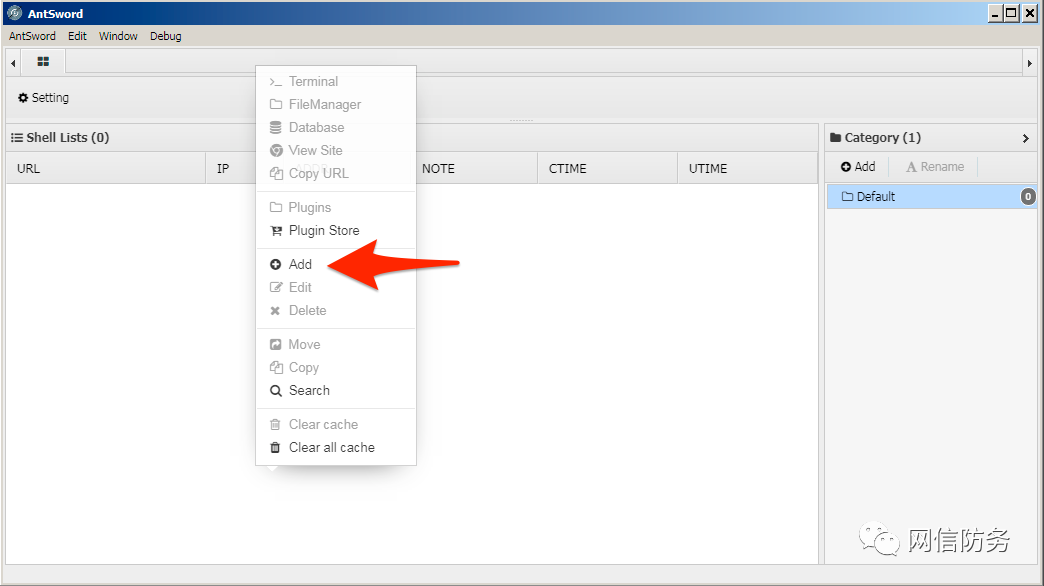 AntSword
AntSword Edit Window Debug
Setting
Shell Lists (0)
URL IP NOTE CTIME UTIME
Terminal
FileManager
Database
View Site
Copy URL
Plugins
Plugin Store
Add
Edit
Delete
Move
Copy
Search
Clear cache
Clear all cache
Category (1)
Add Rename
Default 0
网信防务